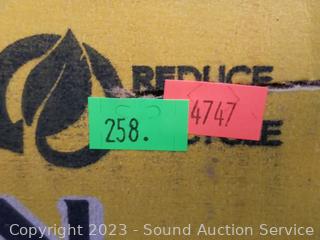 REDUCE
258.
4747
Copyright © 2023 - Sound Auction Service